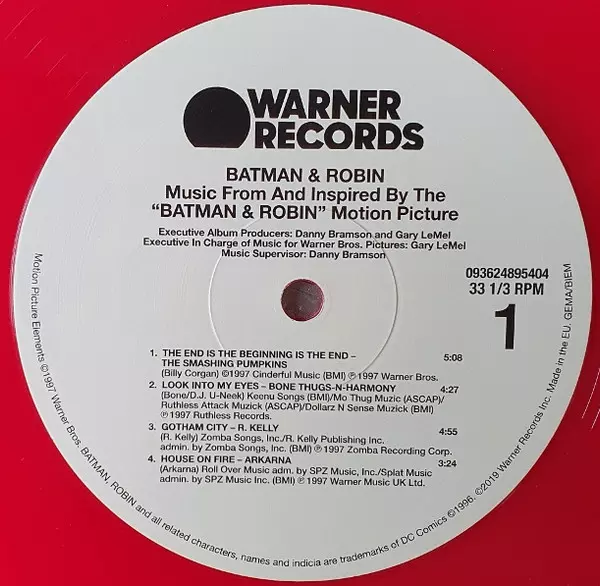 WARNER
RECORDS
BATMAN & ROBIN
Music From And Inspired By The
“BATMAN & ROBIN” Motion Picture
Executive Album Producers: Danny Bramson and Gary LeMel
Executive In Charge of Music for Warner Bros. Pictures: Gary LeMel
Music Supervisor: Danny Bramson
093624895404
33 1/3 RPM
1
1. THE END IS THE BEGINNING IS THE END – 5:08
THE SMASHING PUMPKINS
(Billy Corgan) ©1997 Cinderful Music (BMI) ℗1997 Warner Bros.
2. LOOK INTO MY EYES – BONE THUGS-N-HARMONY 4:27
(Bone/D.J. U-Neek) Keenu Songs (BMI)/Mo Thug Muzic (ASCAP)/
Ruthless Attack Muzick (ASCAP)/Dollarz N Sense Muzick (BMI)
℗1997 Ruthless Records.
3. GOTHAM CITY – R. KELLY 4:55
(R. Kelly) Zomba Songs, Inc./R. Kelly Publishing Inc.
admin. by Zomba Songs, Inc. (BMI) ℗1997 Zomba Recording Corp.
4. HOUSE ON FIRE – ARKARNA 3:24
(Arkarna) Roll Over Music adm. by SPZ Music, Inc./Splat Music
admin. by SPZ Music Inc. (BMI) ℗1997 Warner Music UK Ltd.
Motion Picture Elements ©1997 Warner Bros. BATMAN, ROBIN and all related characters, names and indicia are trademarks of DC Comics ©1996. ©2019 Warner Records Inc. Made in the EU. GEMA/BIEM